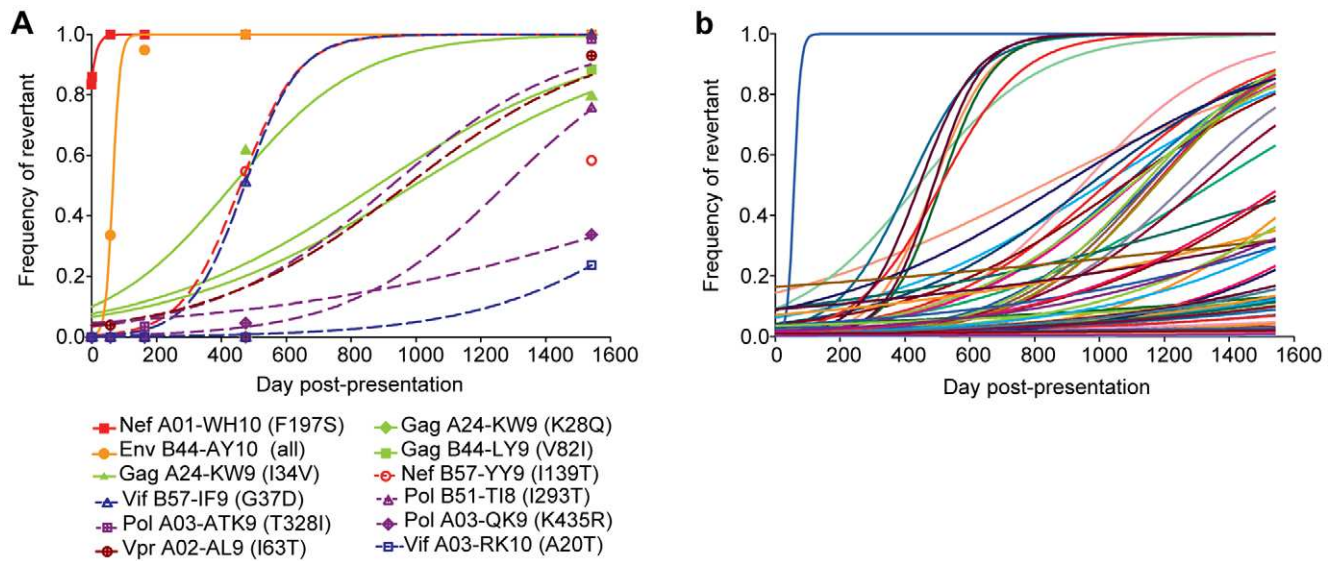 A
b
Frequency of revertant
1.0
0.8
0.6
0.4
0.2
0.0
0 200 400 600 800 1000 1200 1400 1600
Day post-presentation
Frequency of revertant
1.0
0.8
0.6
0.4
0.2
0.0
0 200 400 600 800 1000 1200 1400 1600
Day post-presentation
Nef A01-WH10 (F197S)
Env B44-AY10 (all)
Gag A24-KW9 (I34V)
Vif B57-IF9 (G37D)
Pol A03-ATK9 (T328I)
Vpr A02-AL9 (I63T)
Gag A24-KW9 (K28Q)
Gag B44-LY9 (V82I)
Nef B57-YY9 (I139T)
Pol B51-TI8 (I293T)
Pol A03-QK9 (K435R)
Vif A03-RK10 (A20T)